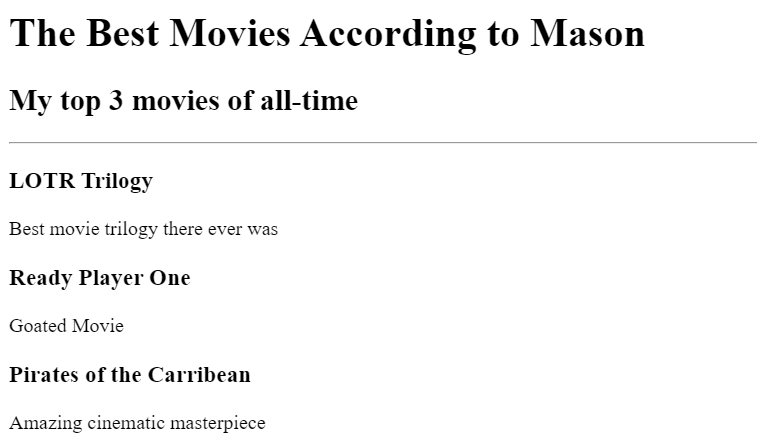 The Best Movies According to Mason
My top 3 movies of all-time
LOTR Trilogy
Best movie trilogy there ever was
Ready Player One
Goated Movie
Pirates of the Carribean
Amazing cinematic masterpiece